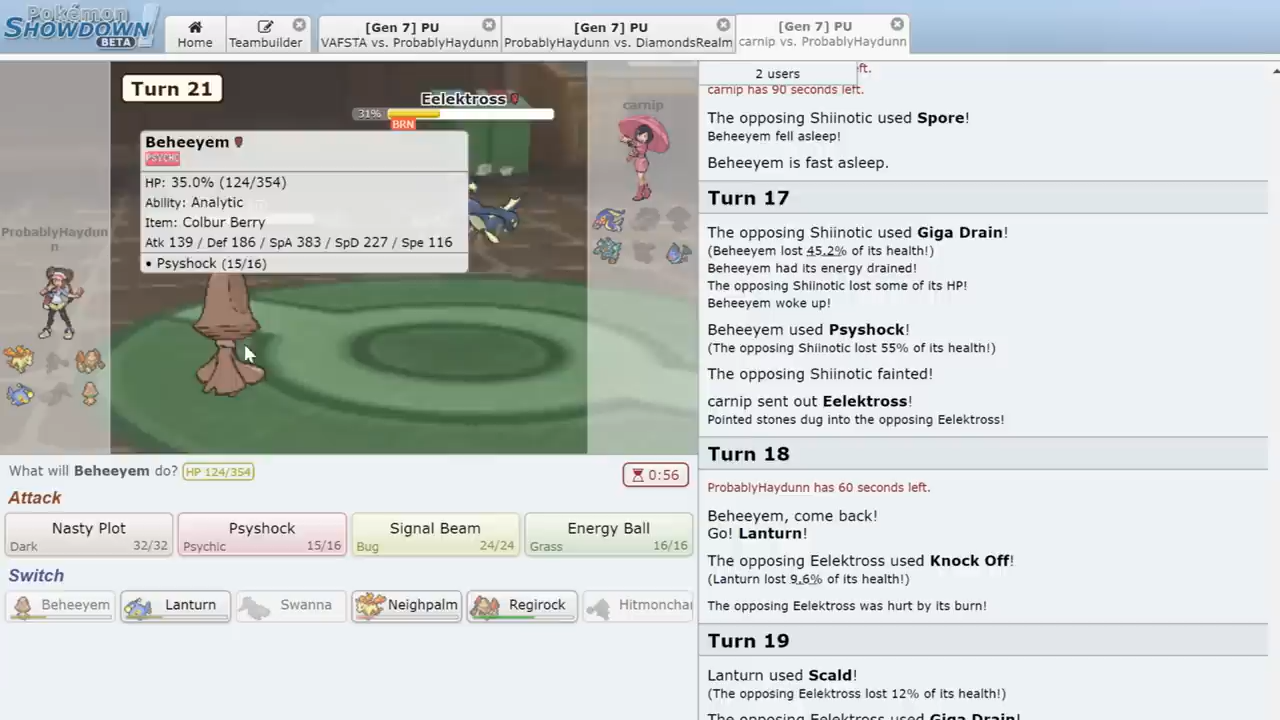 Pokémon
SHOWDOWN!
BETA
Home
Teambuilder
[Gen 7] PU
VAFSTA vs. ProbablyHaydunn
[Gen 7] PU
ProbablyHaydunn vs. DiamondsRealm
[Gen 7] PU
carnip vs. ProbablyHaydunn
Turn 21
Eelektross
31%
BRN
Beheeyem
PSYCHC
HP: 35.0% (124/354)
Ability: Analytic
Item: Colbur Berry
Atk 139 / Def 186 / SpA 383 / SpD 227 / Spe 116
• Psyshock (15/16)
carnip
ProbablyHaydun
n
What will Beheeyem do? HP 124/354
0:56
Attack
Nasty Plot
Dark 32/32
Psyshock
Psychic 15/16
Signal Beam
Bug 24/24
Energy Ball
Grass 16/16
Switch
Beheeyem
Lanturn
Swanna
Neighpalm
Regirock
Hitmonchar
2 users
ft.
carnip has 90 seconds left.
The opposing Shiinotic used Spore!
Beheeyem fell asleep!
Beheeyem is fast asleep.
Turn 17
The opposing Shiinotic used Giga Drain!
(Beheeyem lost 45.2% of its health!)
Beheeyem had its energy drained!
The opposing Shiinotic lost some of its HP!
Beheeyem woke up!
Beheeyem used Psyshock!
(The opposing Shiinotic lost 55% of its health!)
The opposing Shiinotic fainted!
carnip sent out Eelektross!
Pointed stones dug into the opposing Eelektross!
Turn 18
ProbablyHaydunn has 60 seconds left.
Beheeyem, come back!
Go! Lanturn!
The opposing Eelektross used Knock Off!
(Lanturn lost 9.6% of its health!)
The opposing Eelektross was hurt by its burn!
Turn 19
Lanturn used Scald!
(The opposing Eelektross lost 12% of its health!)
The opposing Eelektross used Giga Drain!